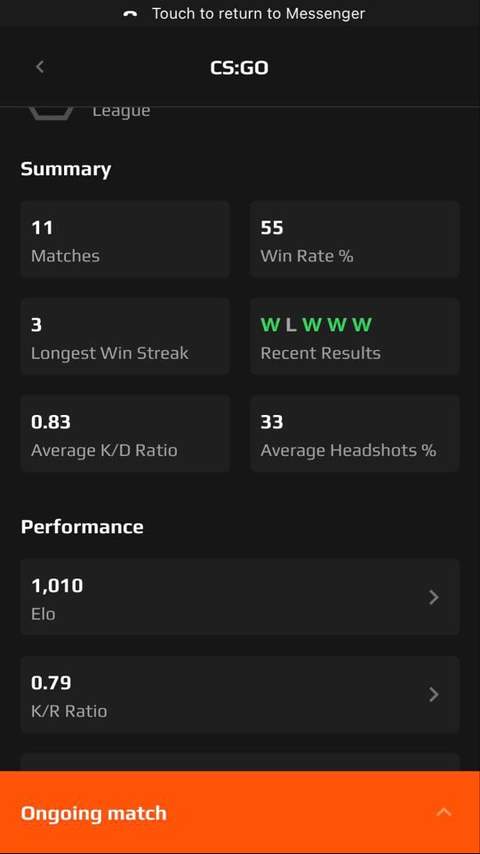 Touch to return to Messenger
CS:GO
League
Summary
11
Matches
55
Win Rate %
3
Longest Win Streak
W L W W W
Recent Results
0.83
Average K/D Ratio
33
Average Headshots %
Performance
1,010
Elo
0.79
K/R Ratio
Ongoing match